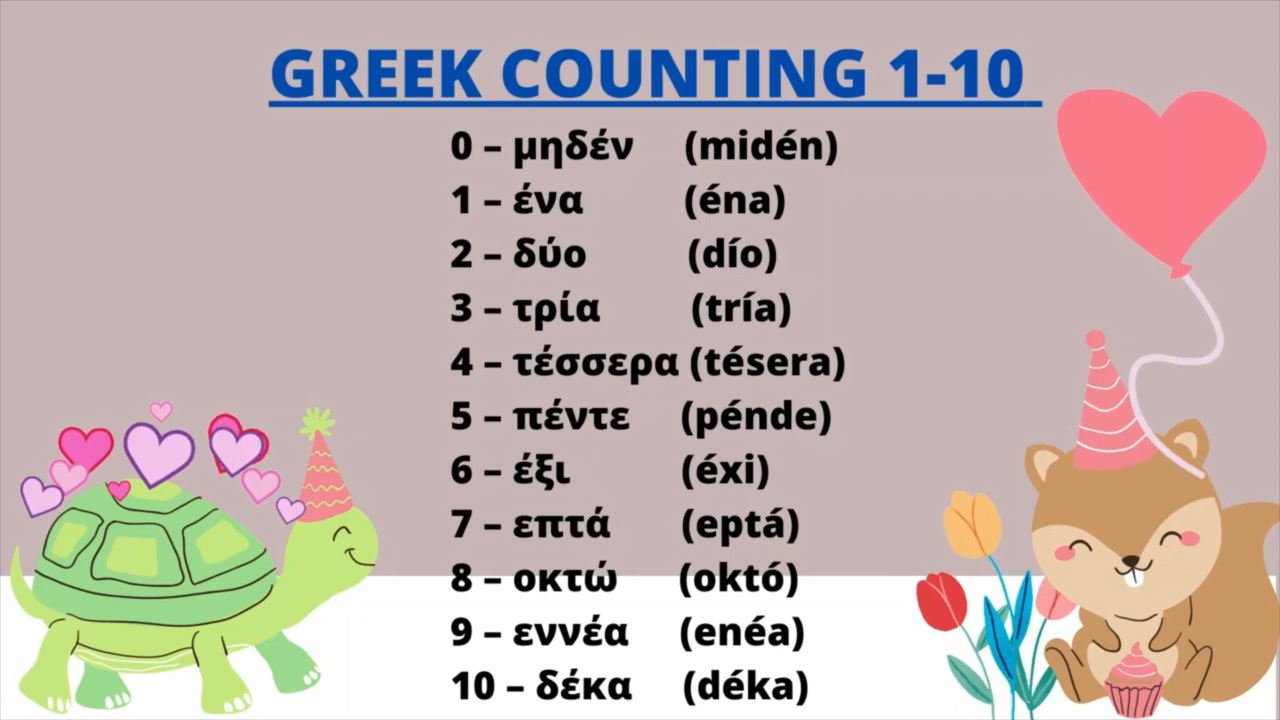 GREEK COUNTING 1-10
0 – μηδέν (midén)
1 – ένα (éna)
2 – δύο (dío)
3 – τρία (tría)
4 – τέσσερα (tésera)
5 – πέντε (pénde)
6 – έξι (éxi)
7 – επτά (eptá)
8 – οκτώ (októ)
9 – εννέα (enéa)
10 – δέκα (déka)